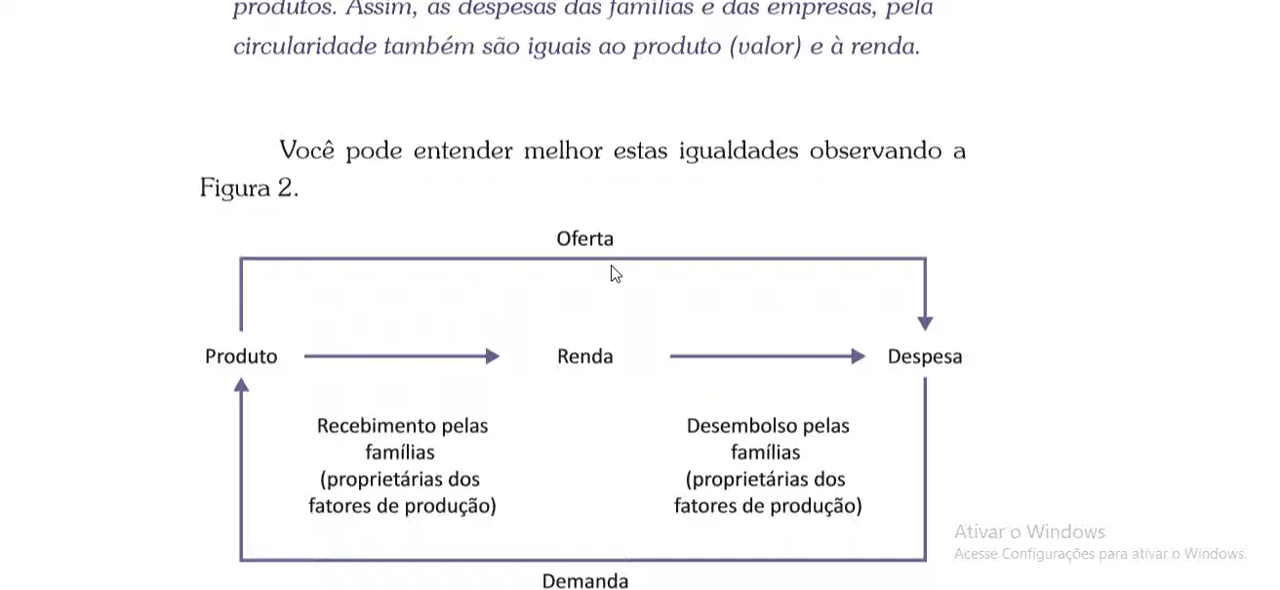 produtos. Assim, as despesas das famílias e das empresas, pela
circularidade também são iguais ao produto (valor) e à renda.
Você pode entender melhor estas igualdades observando a
Figura 2.
Oferta
Produto
Renda
Despesa
Recebimento pelas
famílias
(proprietárias dos
fatores de produção)
Desembolso pelas
famílias
(proprietárias dos
fatores de produção)
Demanda
Ativar o Windows
Acesse Configurações para ativar o Windows.